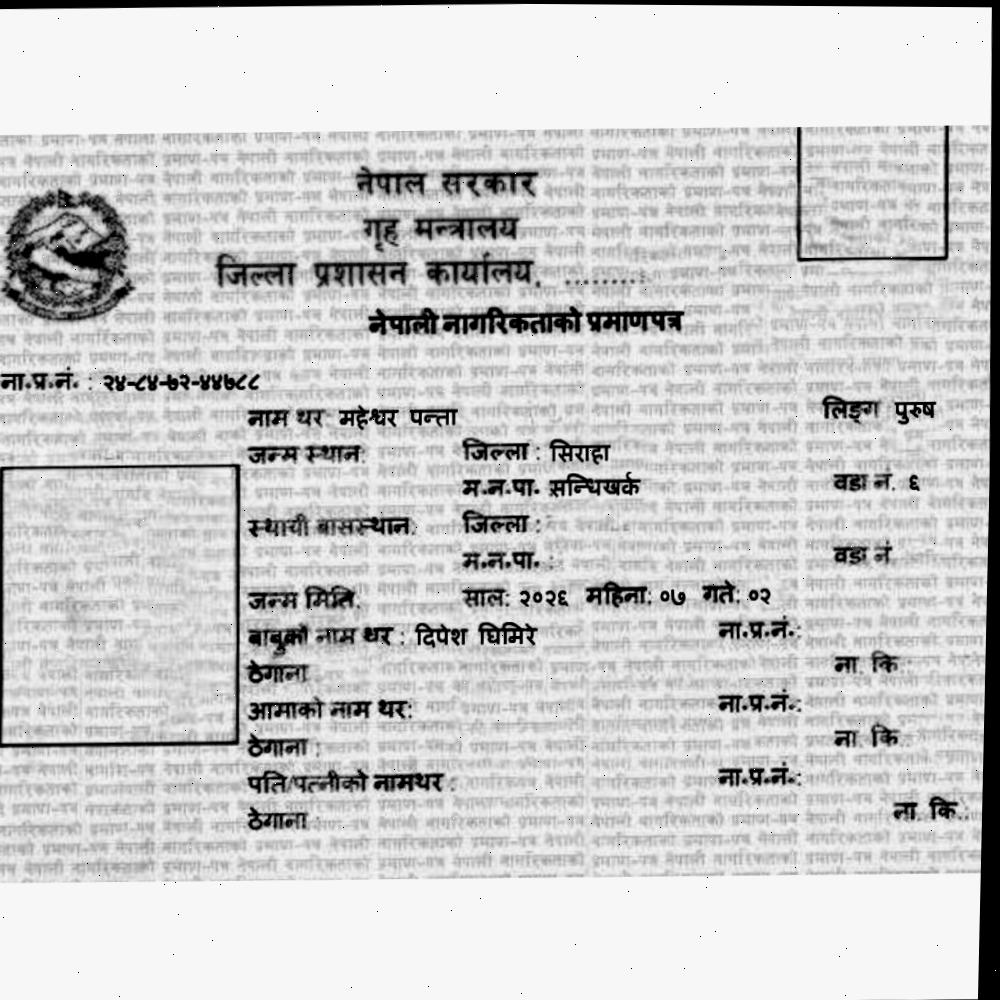 नेपाल सरकार
गृह मन्त्रालय
जिल्ला प्रशासन कार्यालय, .........
नेपाली नागरिकताको प्रमाणपत्र
ना.प्र.नं. : २४-८४-७२-४४७८८
नाम थर महेश्वर पन्ता लिङ्ग पुरुष
जन्म स्थान: जिल्ला : सिराहा
म.न.पा. सन्धिखर्क वडा नं. ६
स्थायी बासस्थान: जिल्ला :
म.न.पा. : वडा नं
जन्म मिति: साल: २०२६ महिना: ०७ गते: ०२
बाबुको नाम थर : दिपेश घिमिरे ना.प्र.नं.:
ठेगाना ना. कि.:
आमाको नाम थर: ना.प्र.नं.:
ठेगाना : ना. कि.:
पति/पत्नीको नामथर : ना.प्र.नं.:
ठेगाना ना. कि.: